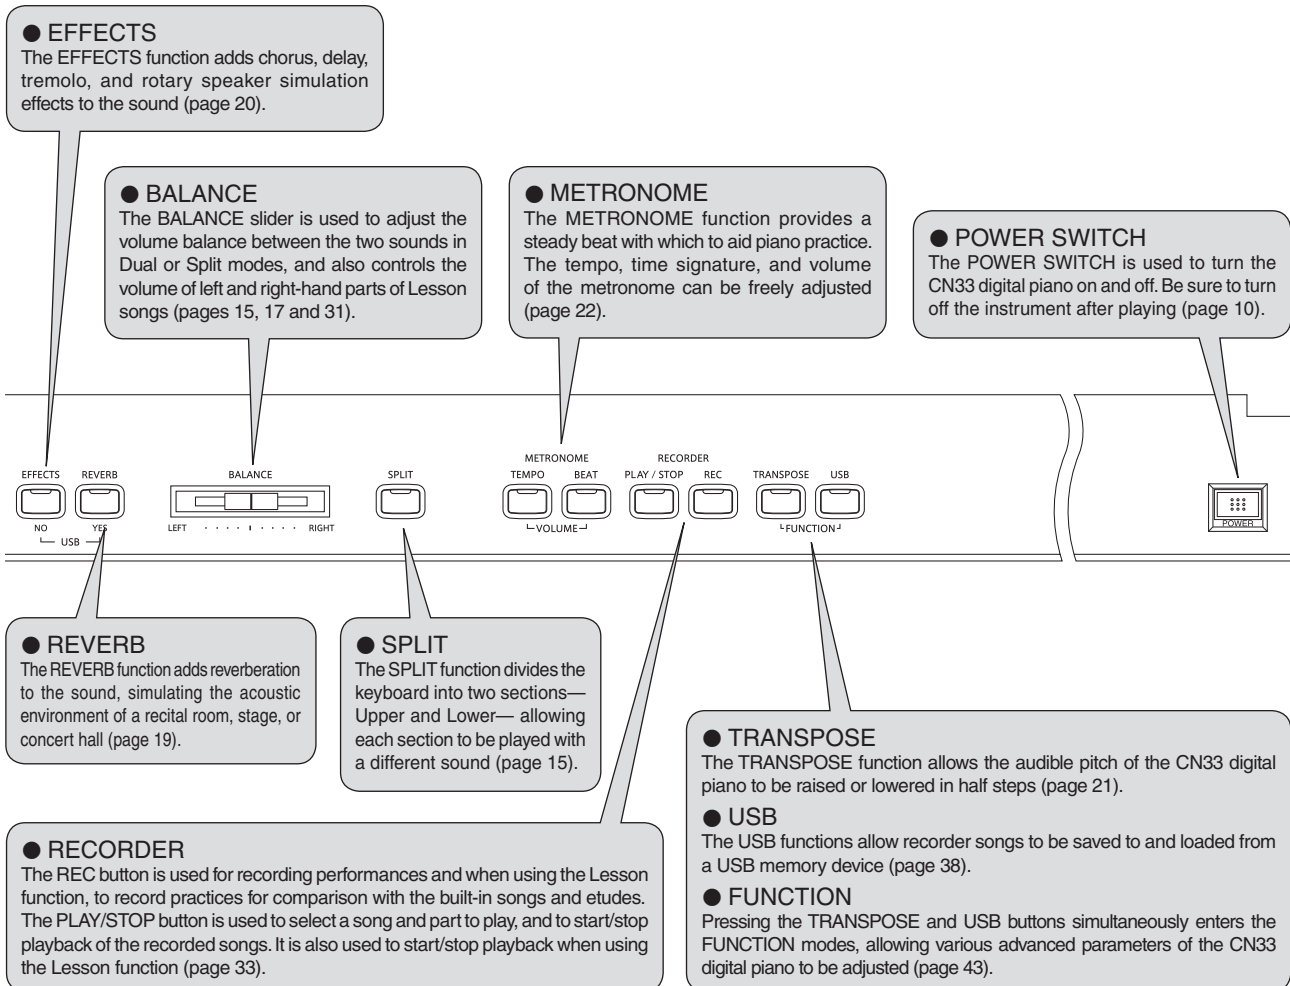 ● EFFECTS
The EFFECTS function adds chorus, delay,
tremolo, and rotary speaker simulation
effects to the sound (page 20).
● BALANCE
The BALANCE slider is used to adjust the
volume balance between the two sounds in
Dual or Split modes, and also controls the
volume of left and right-hand parts of Lesson
songs (pages 15, 17 and 31).
● METRONOME
The METRONOME function provides a
steady beat with which to aid piano practice.
The tempo, time signature, and volume
of the metronome can be freely adjusted
(page 22).
● POWER SWITCH
The POWER SWITCH is used to turn the
CN33 digital piano on and off. Be sure to turn
off the instrument after playing (page 10).
METRONOME RECORDER
EFFECTS REVERB BALANCE SPLIT TEMPO BEAT PLAY / STOP REC TRANSPOSE USB
NO YES LEFT RIGHT VOLUME FUNCTION POWER
USB
● REVERB
The REVERB function adds reverberation
to the sound, simulating the acoustic
environment of a recital room, stage, or
concert hall (page 19).
● SPLIT
The SPLIT function divides the
keyboard into two sections—
Upper and Lower— allowing
each section to be played with
a different sound (page 15).
● RECORDER
The REC button is used for recording performances and when using the Lesson
function, to record practices for comparison with the built-in songs and etudes.
The PLAY/STOP button is used to select a song and part to play, and to start/stop
playback of the recorded songs. It is also used to start/stop playback when using
the Lesson function (page 33).
● TRANSPOSE
The TRANSPOSE function allows the audible pitch of the CN33 digital
piano to be raised or lowered in half steps (page 21).
● USB
The USB functions allow recorder songs to be saved to and loaded from
a USB memory device (page 38).
● FUNCTION
Pressing the TRANSPOSE and USB buttons simultaneously enters the
FUNCTION modes, allowing various advanced parameters of the CN33
digital piano to be adjusted (page 43).